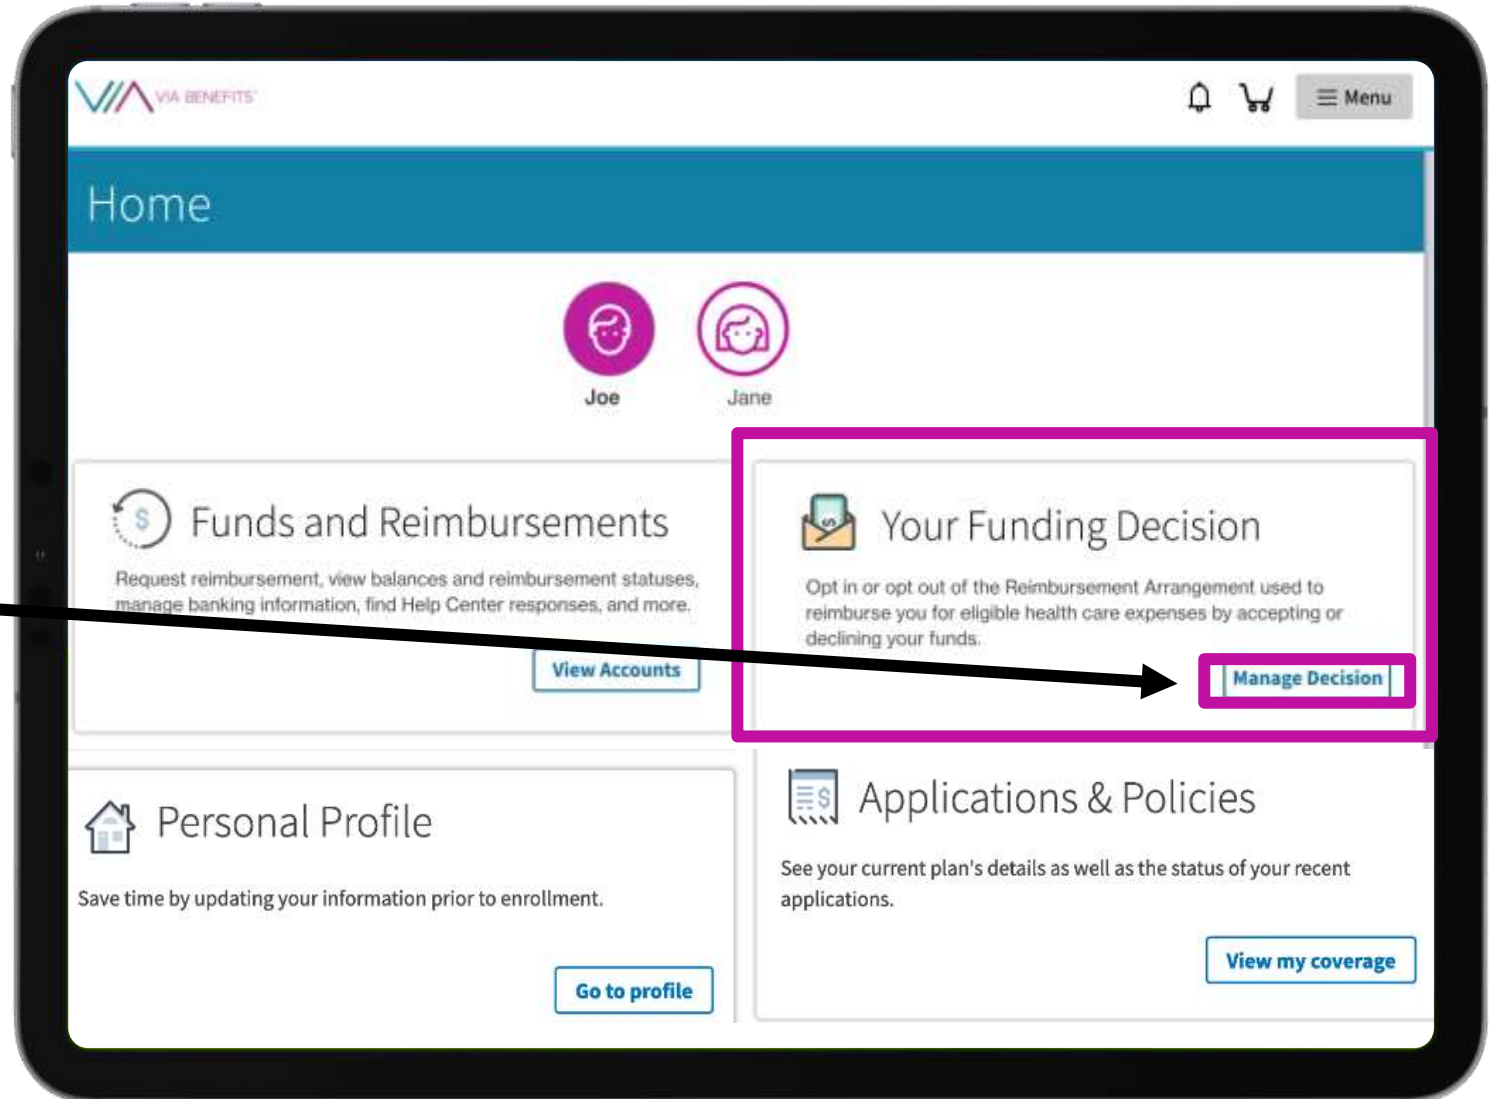 VIA BENEFITS
Menu
Home
Joe
Jane
Funds and Reimbursements
Request reimbursement, view balances and reimbursement statuses,
manage banking information, find Help Center responses, and more.
View Accounts
Your Funding Decision
Opt in or opt out of the Reimbursement Arrangement used to
reimburse you for eligible health care expenses by accepting or
declining your funds.
Manage Decision
Personal Profile
Save time by updating your information prior to enrollment.
Go to profile
Applications & Policies
See your current plan's details as well as the status of your recent
applications.
View my coverage